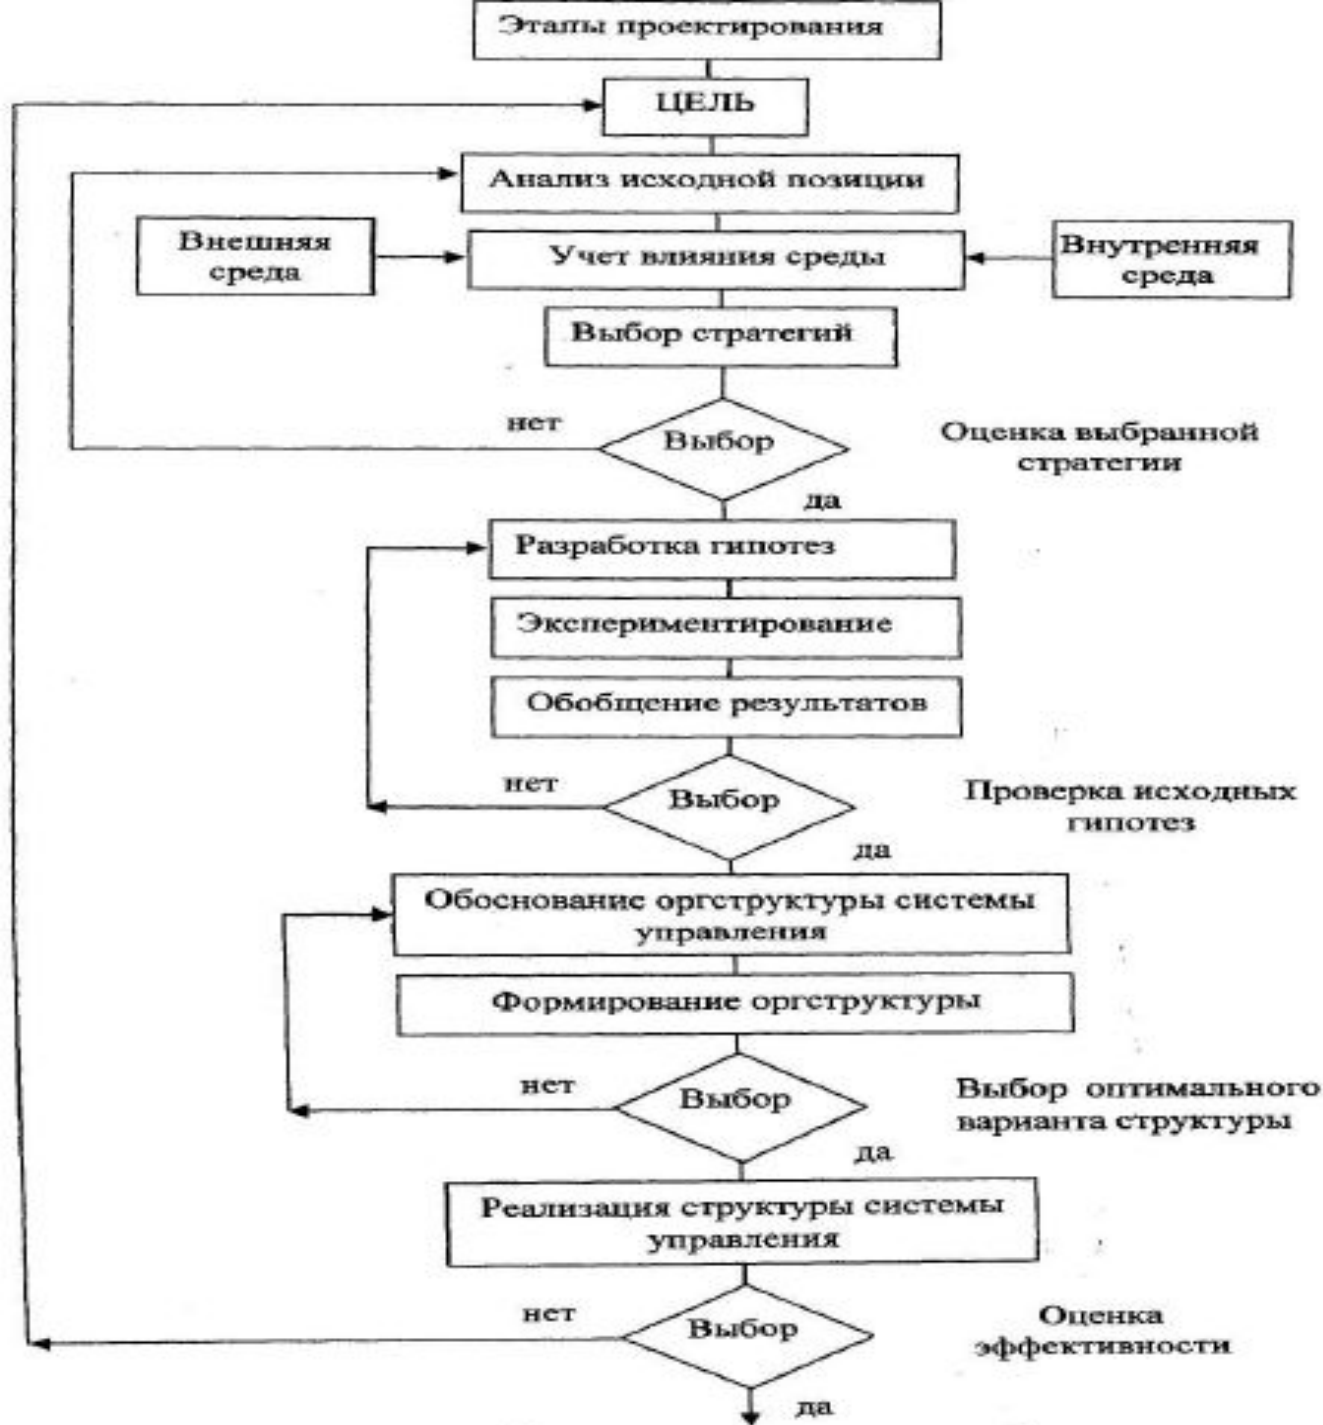 Этапы проектирования
ЦЕЛЬ
Анализ исходной позиции
Внешняя
среда
Учет влияния среды
Внутренняя
среда
Выбор стратегий
нет
Выбор
Оценка выбранной
стратегии
да
Разработка гипотез
Экспериментирование
Обобщение результатов
нет
Выбор
Проверка исходных
гипотез
да
Обоснование оргструктуры системы
управления
Формирование оргструктуры
нет
Выбор
Выбор оптимального
варианта структуры
да
Реализация структуры системы
управления
нет
Выбор
Оценка
эффективности
да